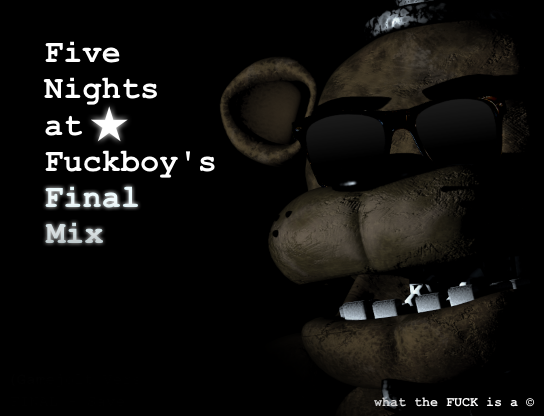 Five
Nights
at ★
Fuckboy's
Final
Mix
what the FUCK is a ©